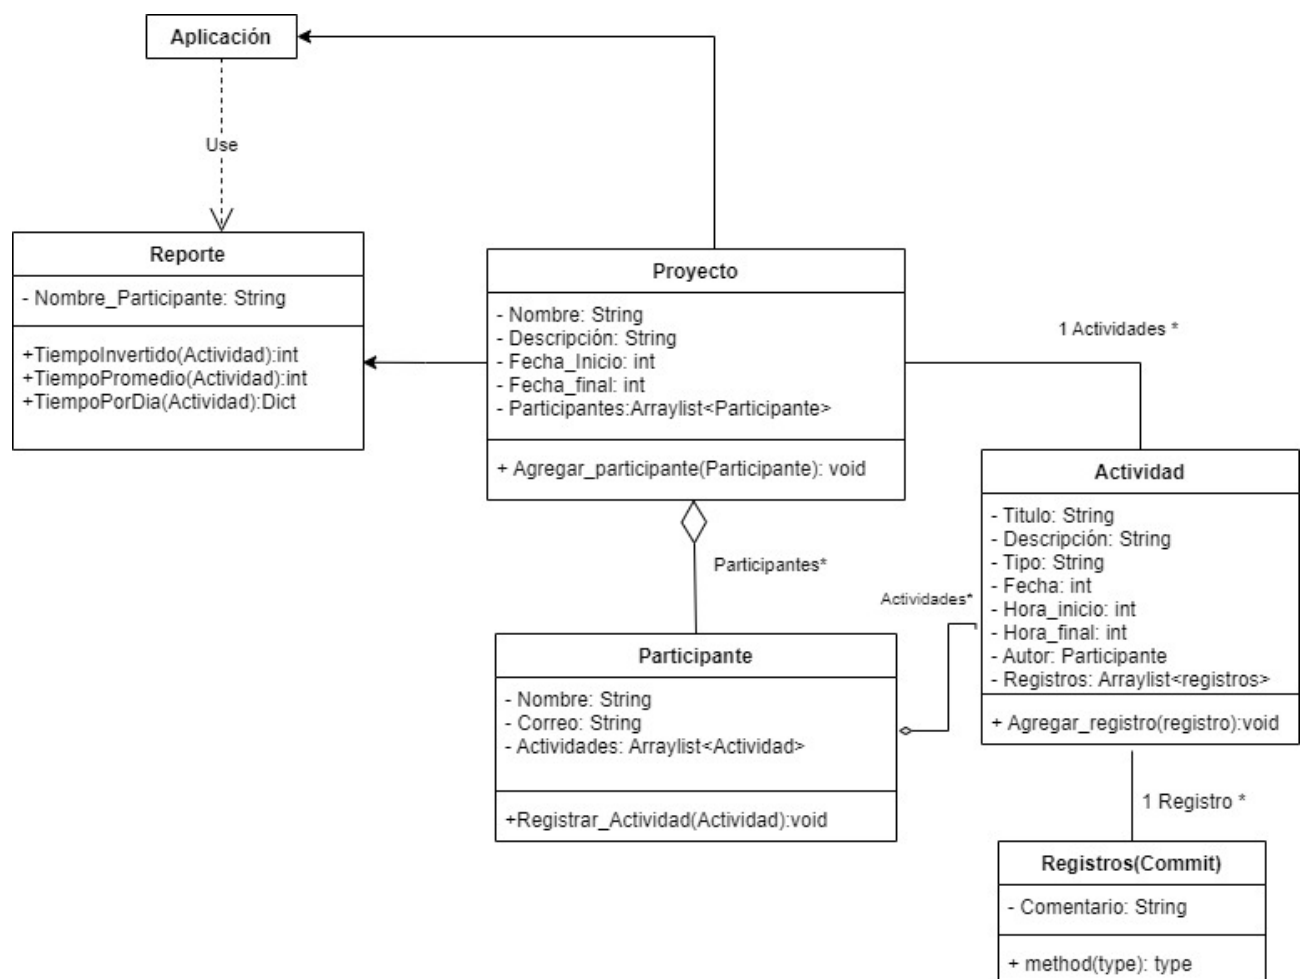 Aplicación
Use
Reporte
- Nombre_Participante: String
+TiempoInvertido(Actividad):int
+TiempoPromedio(Actividad):int
+TiempoPorDia(Actividad):Dict
Proyecto
- Nombre: String
- Descripción: String
- Fecha_Inicio: int
- Fecha_final: int
- Participantes:Arraylist<Participante>
+ Agregar_participante(Participante): void
1 Actividades *
Participantes*
Actividades*
Actividad
- Titulo: String
- Descripción: String
- Tipo: String
- Fecha: int
- Hora_inicio: int
- Hora_final: int
- Autor: Participante
- Registros: Arraylist<registros>
+ Agregar_registro(registro):void
Participante
- Nombre: String
- Correo: String
- Actividades: Arraylist<Actividad>
+Registrar_Actividad(Actividad):void
1 Registro *
Registros(Commit)
- Comentario: String
+ method(type): type